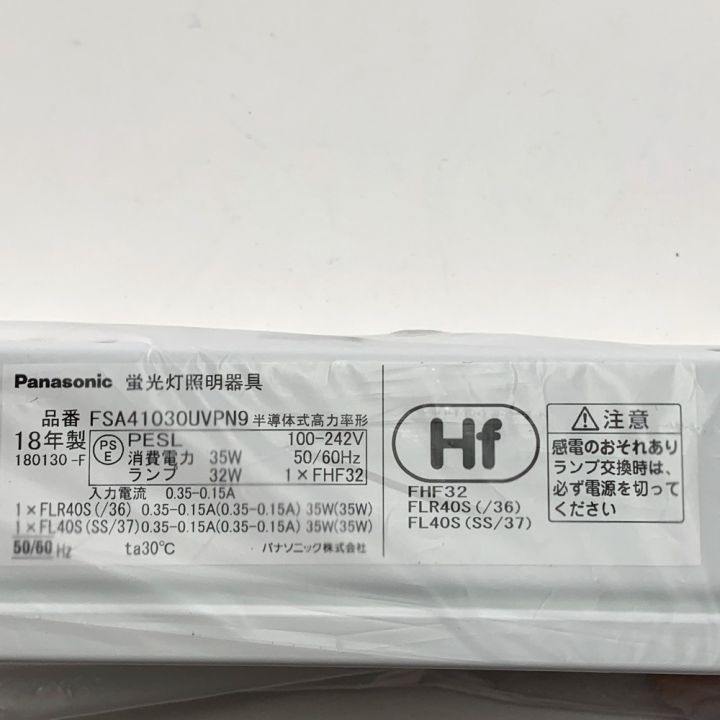 Panasonic 蛍光灯照明器具
品番 FSA41030UVPN9 半導体式高力率形
18年製
180130 -F
PS
E
PESL 100-242V
消費電力 35W 50/60Hz
ランプ 32W 1×FHF32
入力電流 0.35-0.15A
1×FLR40S(/36) 0.35-0.15A(0.35-0.15A) 35W(35W)
1×FL40S(SS/37) 0.35-0.15A(0.35-0.15A) 35W(35W)
50/60 Hz ta30℃ パナソニック株式会社
Hf
FHF32
FLR40S(/36)
FL40S(SS/37)
注意
感電のおそれあり
ランプ交換時は、
必ず電源を切って
ください